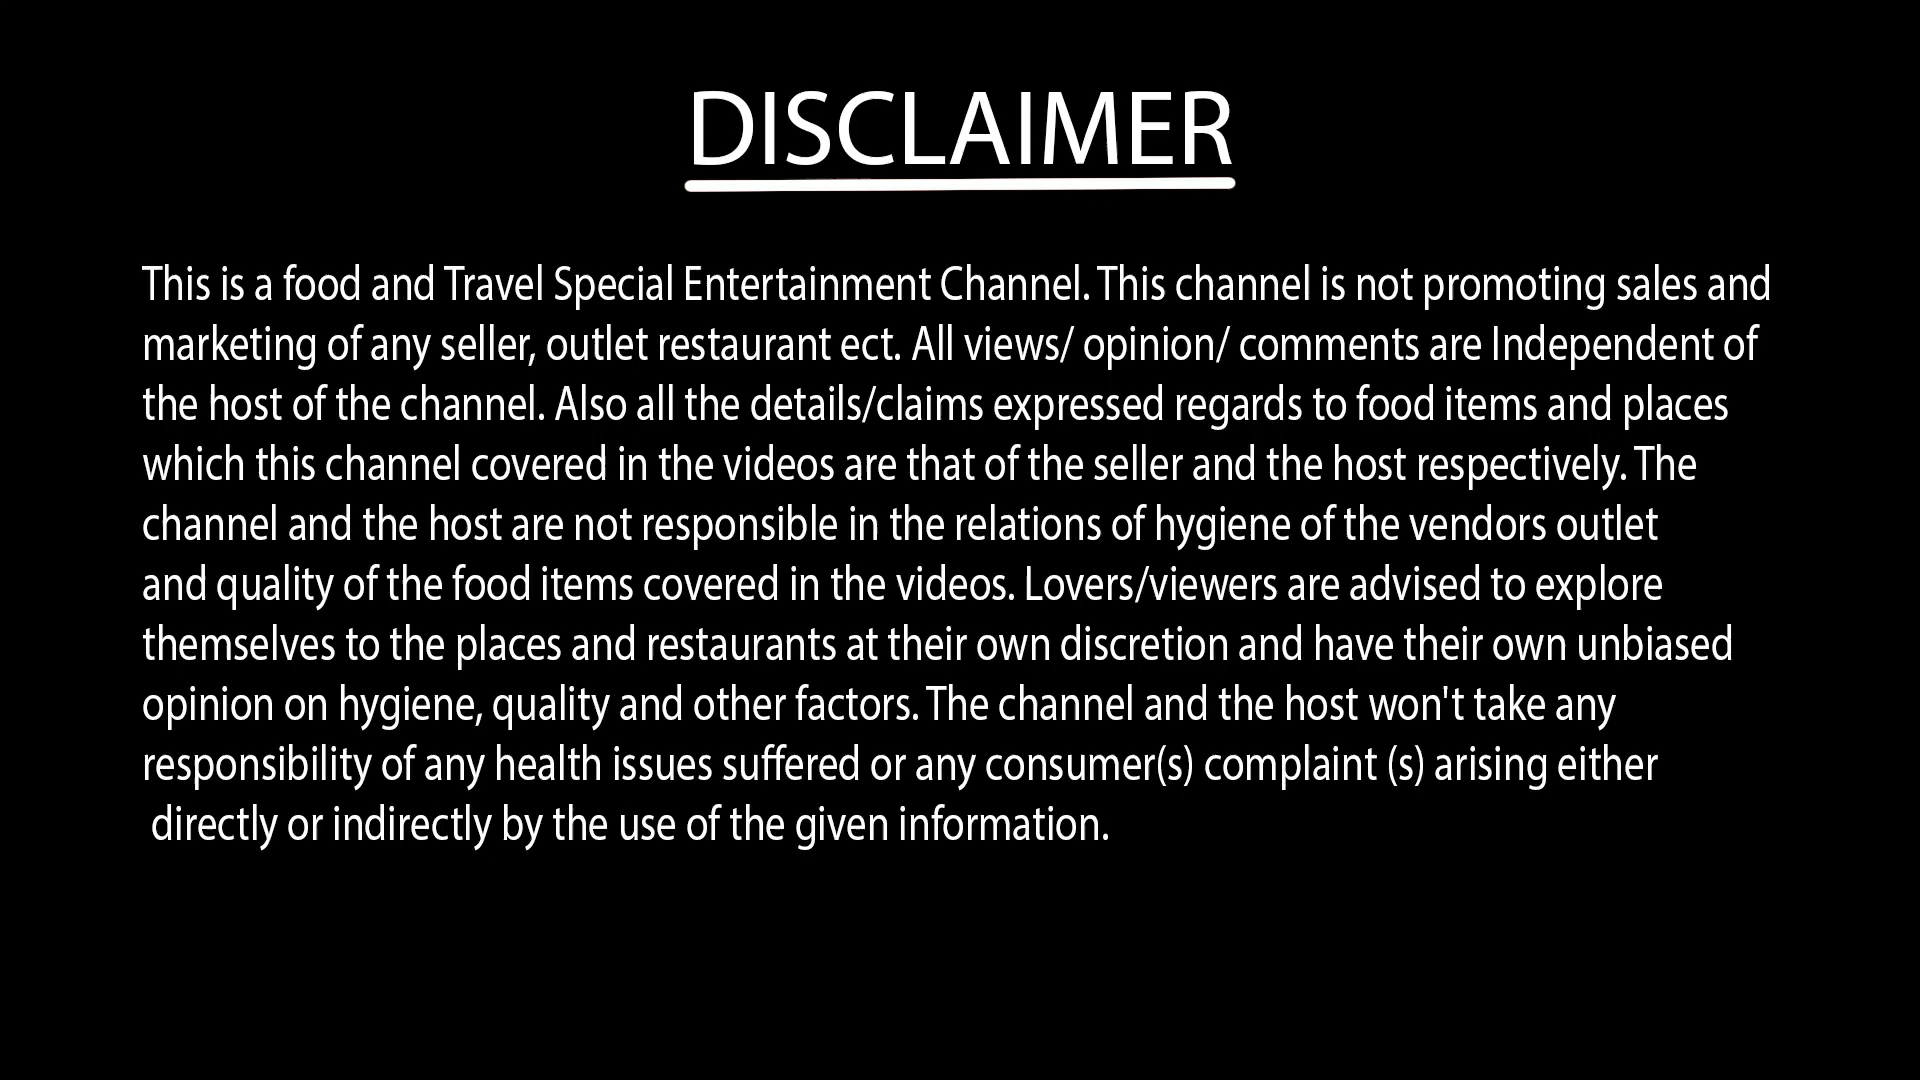 DISCLAIMER
This is a food and Travel Special Entertainment Channel. This channel is not promoting sales and
marketing of any seller, outlet restaurant ect. All views/ opinion/ comments are Independent of
the host of the channel. Also all the details/claims expressed regards to food items and places
which this channel covered in the videos are that of the seller and the host respectively. The
channel and the host are not responsible in the relations of hygiene of the vendors outlet
and quality of the food items covered in the videos. Lovers/viewers are advised to explore
themselves to the places and restaurants at their own discretion and have their own unbiased
opinion on hygiene, quality and other factors. The channel and the host won't take any
responsibility of any health issues suffered or any consumer(s) complaint (s) arising either
directly or indirectly by the use of the given information.